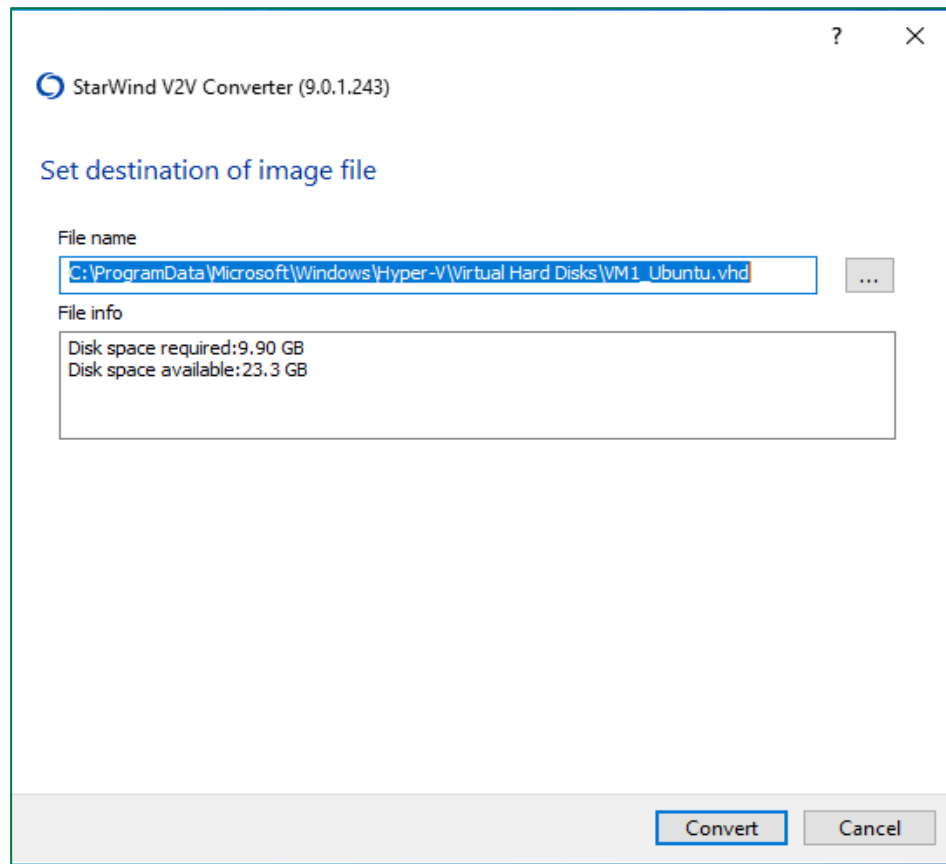 ?
StarWind V2V Converter (9.0.1.243)
Set destination of image file
File name
C:\ProgramData\Microsoft\Windows\Hyper-V\Virtual Hard Disks\VM1_Ubuntu.vhd
...
File info
Disk space required:9.90 GB
Disk space available:23.3 GB
Convert Cancel